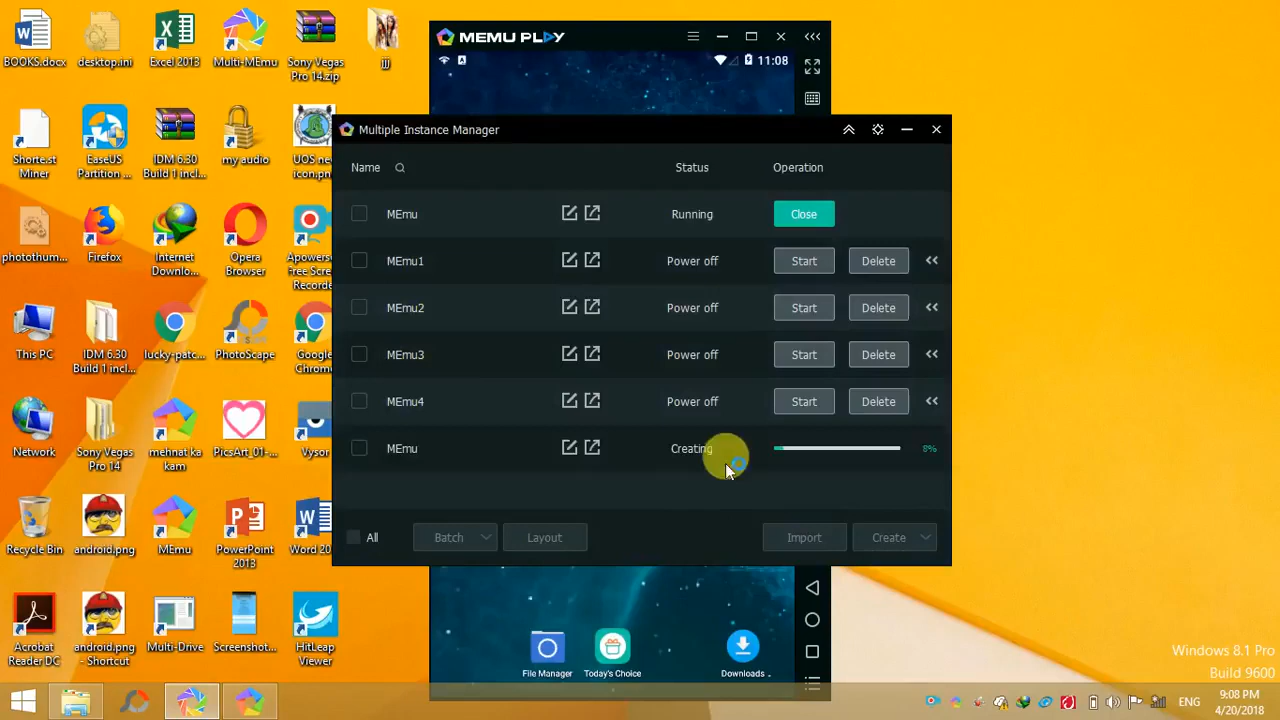 BOOKS.docx
desktop.ini
Excel 2013
Multi-MEmu
Sony Vegas
Pro 14.zip
jjj
MEMU PLAY
11:08
Multiple Instance Manager
Name
Status
Operation
MEmu
Running
Close
MEmu1
Power off
Start
Delete
MEmu2
Power off
Start
Delete
MEmu3
Power off
Start
Delete
MEmu4
Power off
Start
Delete
MEmu
Creating
8%
All
Batch
Layout
Import
Create
Shorte.st
Miner
EaseUS
Partition ...
IDM 6.30
Build 1 incl...
my audio
UOS
icon.pn
photothum...
Firefox
Internet
Downlo...
Opera
Browser
Apowers
Free Scre
Recorde
This PC
IDM 6.30
Build 1 incl...
lucky-patc...
PhotoScape
Google
Chrome
Network
Sony Vegas
Pro 14
mehnat ka
kam
PicsArt_01-...
Vysor
Recycle Bin
android.png
MEmu
PowerPoint
2013
Word 20
Acrobat
Reader DC
android.png
- Shortcut
Multi-Drive
Screenshot...
HitLeap
Viewer
File Manager
Today's Choice
Downloads
Windows 8.1 Pro
Build 9600
ENG
9:08 PM
4/20/2018